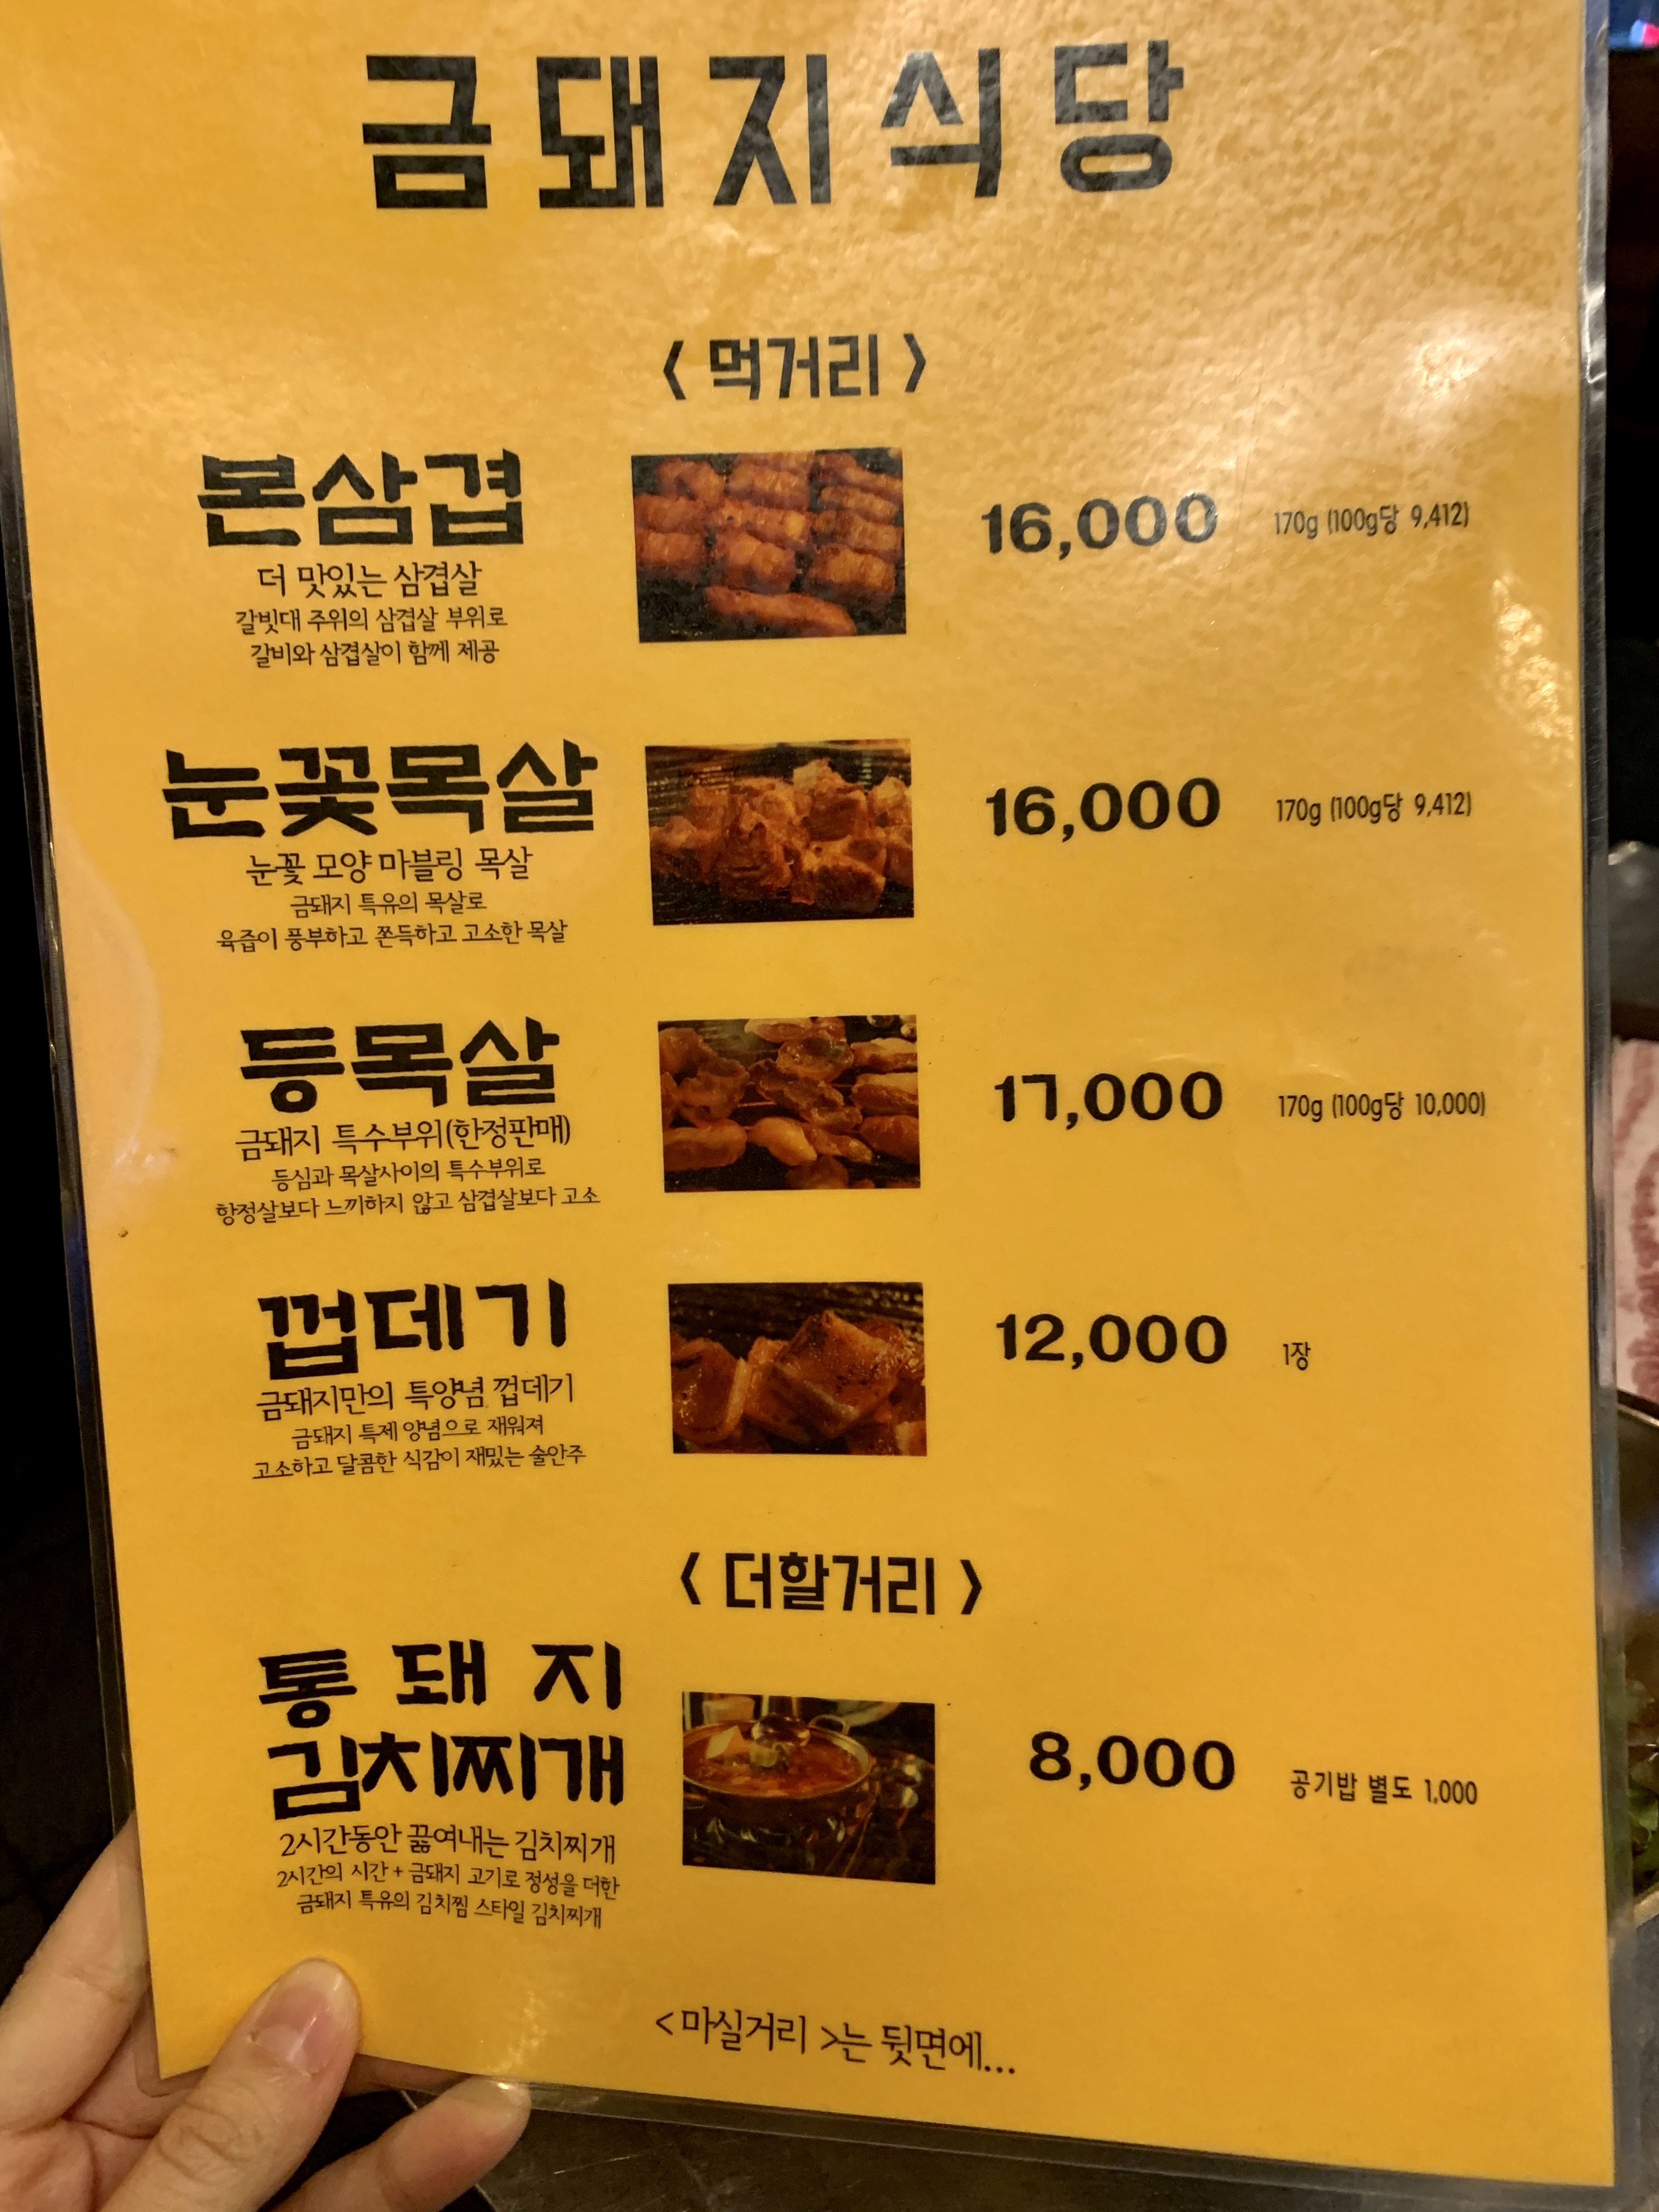 금돼지식당
< 먹거리 >
본삼겹
16,000 170g (100g당 9,412)
더 맛있는 삼겹살
갈빗대 주위의 삼겹살 부위로
갈비와 삼겹살이 함께 제공
눈꽃목살
16,000 170g (100g당 9,412)
눈꽃 모양 마블링 목살
금돼지 특유의 목살로
육즙이 풍부하고 쫀득하고 고소한 목살
등목살
17,000 170g (100g당 10,000)
금돼지 특수부위(한정판매)
등심과 목살사이의 특수부위로
항정살보다 느끼하지 않고 삼겹살보다 고소
껍데기
12,000 1장
금돼지만의 특양념 껍데기
금돼지 특제 양념으로 재워져
고소하고 달콤한 식감이 재밌는 술안주
< 더할거리 >
통돼지
김치찌개
8,000 공기밥 별도 1,000
2시간동안 끓여내는 김치찌개
2시간의 시간 + 금돼지 고기로 정성을 더한
금돼지 특유의 김치찜 스타일 김치찌개
<마실거리>는 뒷면에...